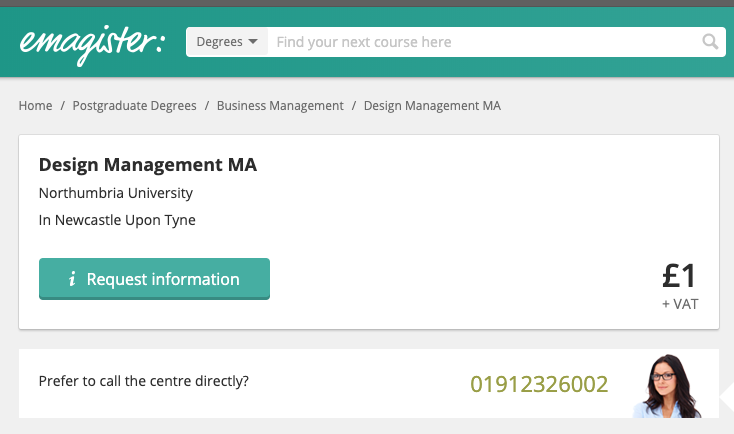 emagister:
Degrees Find your next course here
Home / Postgraduate Degrees / Business Management / Design Management MA
Design Management MA
Northumbria University
In Newcastle Upon Tyne
i Request information
£1
+ VAT
Prefer to call the centre directly? 01912326002